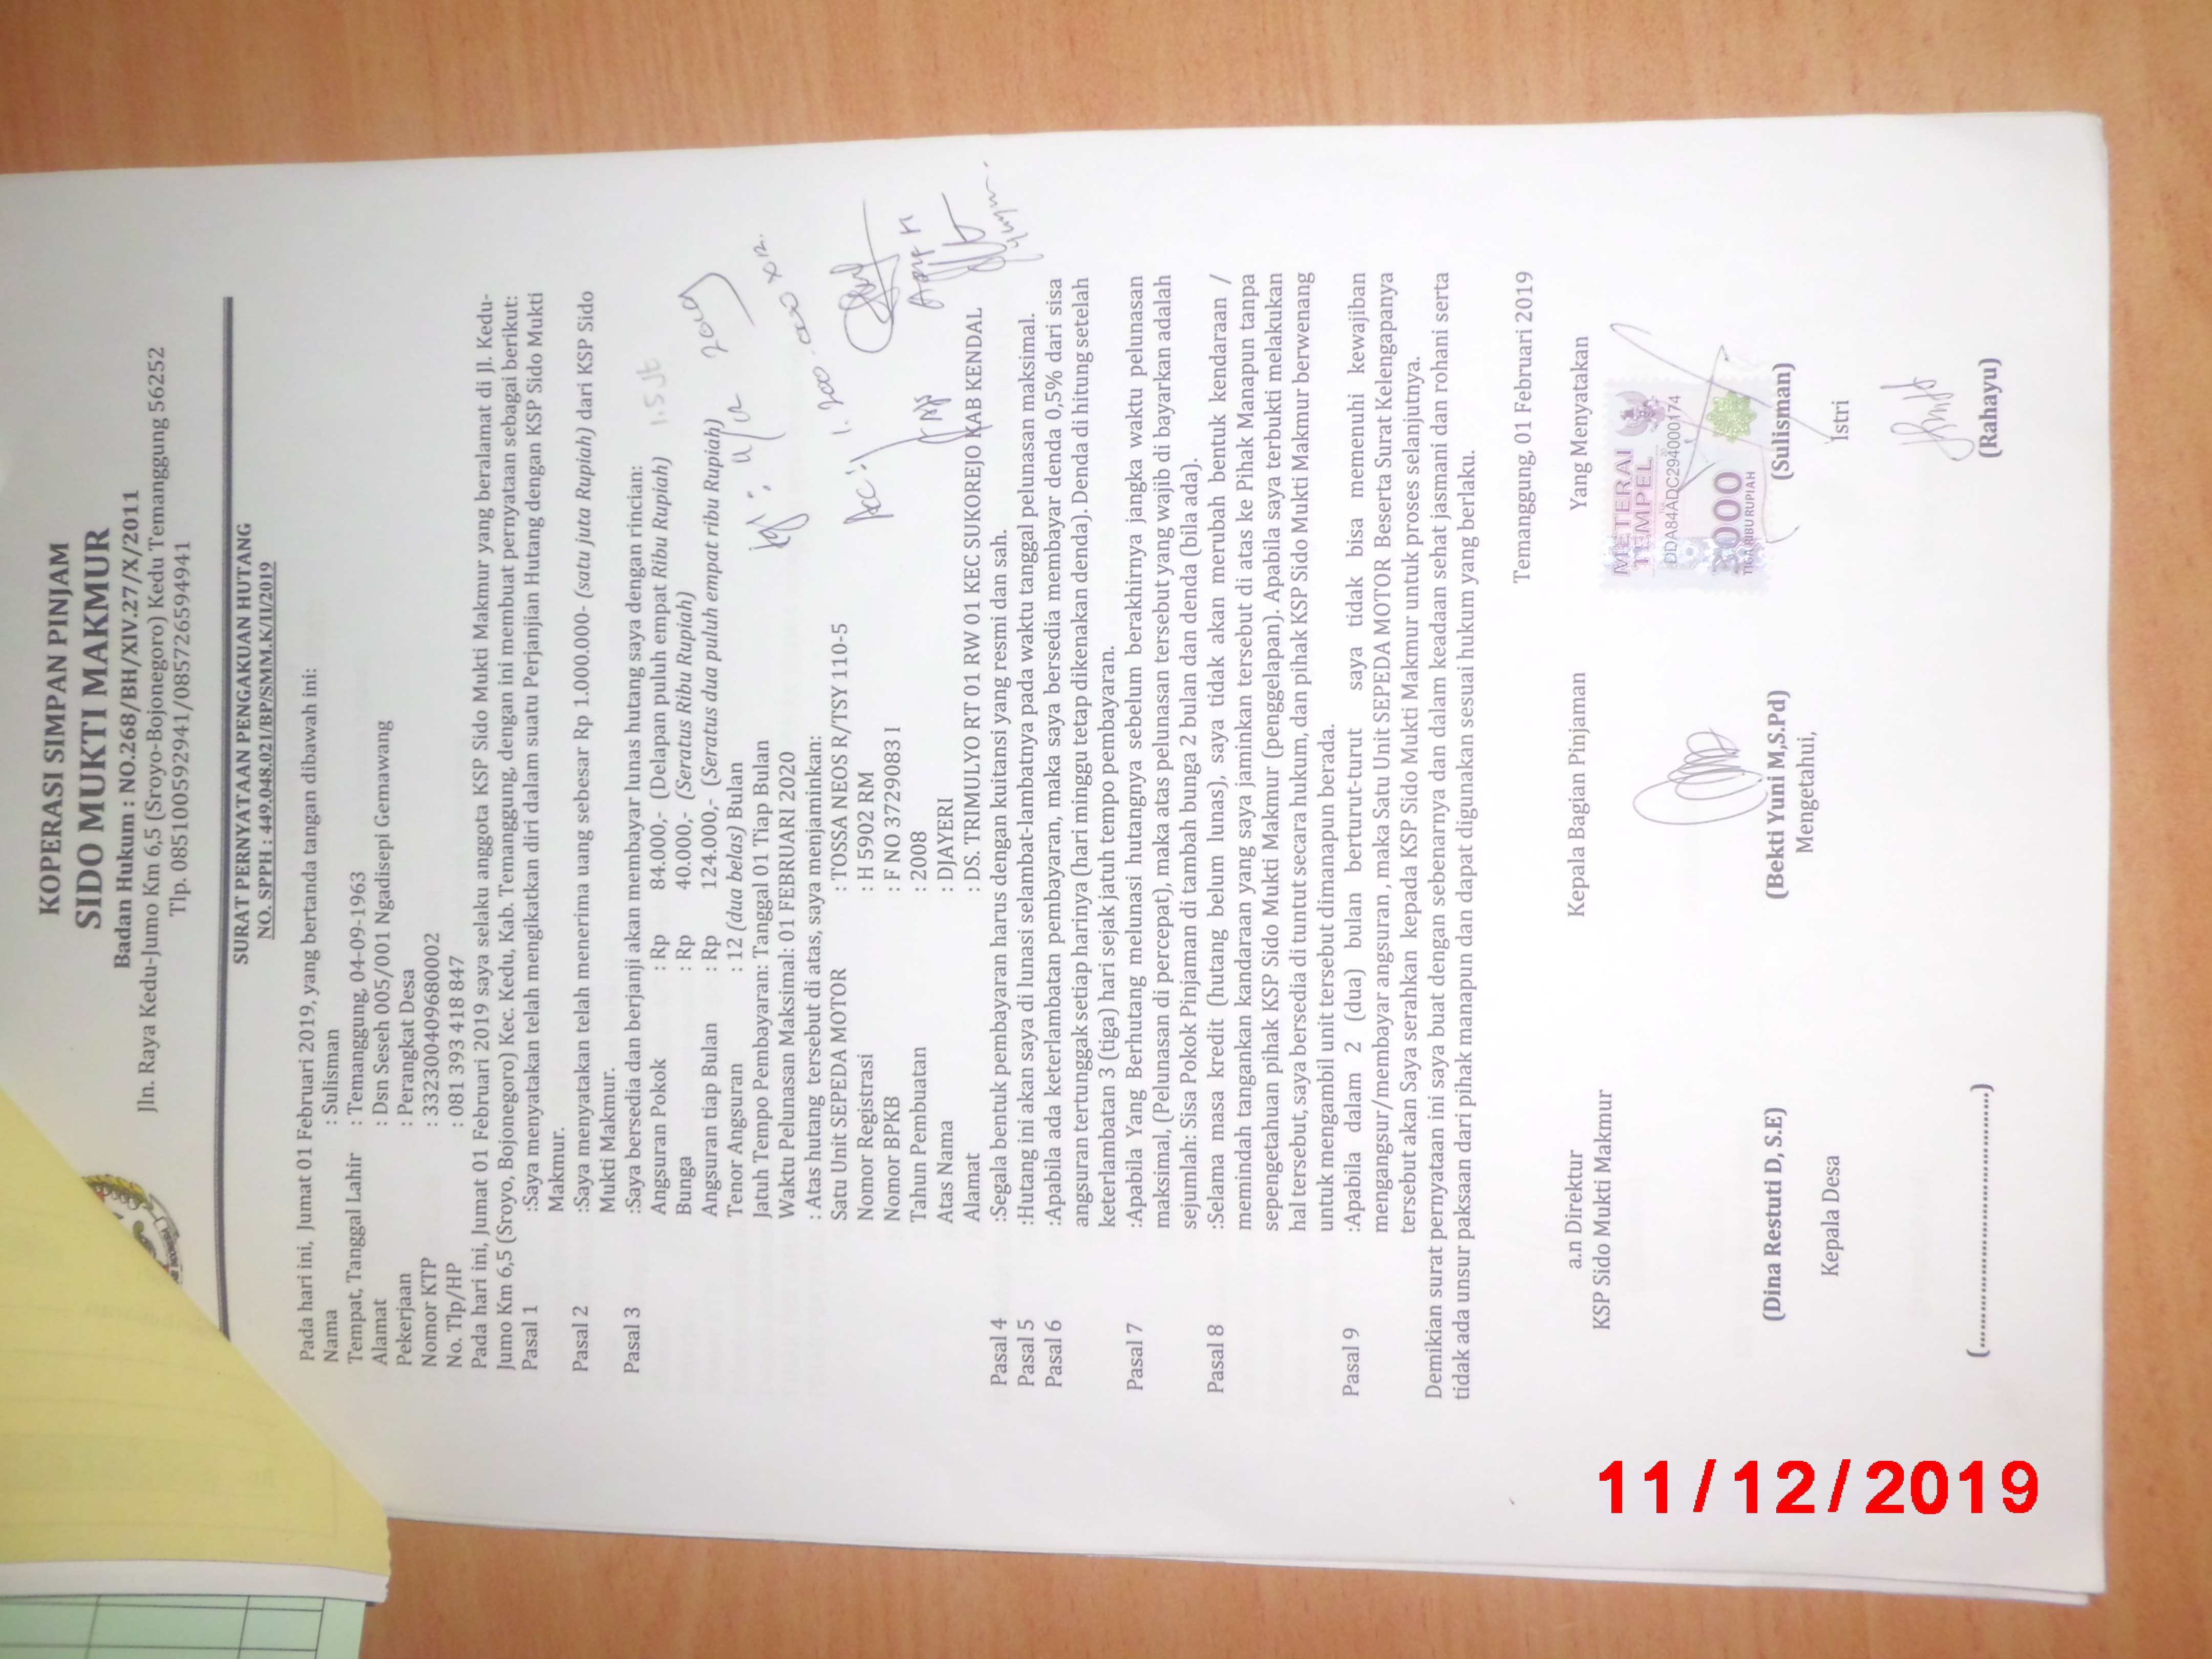 KOPERASI SIMPAN PINJAM
SIDO MUKTI MAKMUR
Badan Hukum : NO.268/BH/XIV.27/X/2011
Jln. Raya Kedu-Jumo Km 6,5 (Sroyo-Bojonegoro) Kedu Temanggung 56252
Tlp. 085100592941/085726594941
SURAT PERNYATAAN PENGAKUAN HUTANG
NO. SPPH : 449.048.021/BP/SMM.K/II/2019
Pada hari ini, Jumat 01 Februari 2019, yang bertanda tangan dibawah ini:
Nama : Sulisman
Tempat, Tanggal Lahir : Temanggung, 04-09-1963
Alamat : Dsn Seseh 005/001 Ngadisepi Gemawang
Pekerjaan : Perangkat Desa
Nomor KTP : 332300409680002
No. Tlp/HP : 081 393 418 847
Pada hari ini, Jumat 01 Februari 2019 saya selaku anggota KSP Sido Mukti Makmur yang beralamat di Jl. Kedu-
Jumo Km 6,5 (Sroyo, Bojonegoro) Kec. Kedu, Kab. Temanggung, dengan ini membuat pernyataan sebagai berikut:
Pasal 1 :Saya menyatakan telah mengikatkan diri dalam suatu Perjanjian Hutang dengan KSP Sido Mukti
Makmur.
Pasal 2 :Saya menyatakan telah menerima uang sebesar Rp 1.000.000- (satu juta Rupiah) dari KSP Sido
Mukti Makmur.
Pasal 3 :Saya bersedia dan berjanji akan membayar lunas hutang saya dengan rincian:
Angsuran Pokok : Rp 84.000,- (Delapan puluh empat Ribu Rupiah) 1.5 Jt
Bunga : Rp 40.000,- (Seratus Ribu Rupiah)
Angsuran tiap Bulan : Rp 124.000,- (Seratus dua puluh empat ribu Rupiah)
Tenor Angsuran : 12 (dua belas) Bulan
Jatuh Tempo Pembayaran: Tanggal 01 Tiap Bulan
Waktu Pelunasan Maksimal: 01 FEBRUARI 2020
: Atas hutang tersebut di atas, saya menjaminkan:
Satu Unit SEPEDA MOTOR : TOSSA NEOS R/TSY 110-5
Nomor Registrasi : H 5902 RM
Nomor BPKB : F NO 3729083 I
Tahun Pembuatan : 2008
Atas Nama : DJAYERI
Alamat : DS. TRIMULYO RT 01 RW 01 KEC SUKOREJO KAB KENDAL
2019
Acc : 1.200.000
Pasal 4 :Segala bentuk pembayaran harus dengan kuitansi yang resmi dan sah.
Pasal 5 :Hutang ini akan saya di lunasi selambat-lambatnya pada waktu tanggal pelunasan maksimal.
Pasal 6 :Apabila ada keterlambatan pembayaran, maka saya bersedia membayar denda 0,5% dari sisa
angsuran tertunggak setiap harinya (hari minggu tetap dikenakan denda). Denda di hitung setelah
keterlambatan 3 (tiga) hari sejak jatuh tempo pembayaran.
Pasal 7 :Apabila Yang Berhutang melunasi hutangnya sebelum berakhirnya jangka waktu pelunasan
maksimal, (Pelunasan di percepat), maka atas pelunasan tersebut yang wajib di bayarkan adalah
sejumlah: Sisa Pokok Pinjaman di tambah bunga 2 bulan dan denda (bila ada).
Pasal 8 :Selama masa kredit (hutang belum lunas), saya tidak akan merubah bentuk kendaraan /
memindah tangankan kandaraan yang saya jaminkan tersebut di atas ke Pihak Manapun tanpa
sepengetahuan pihak KSP Sido Mukti Makmur (penggelapan). Apabila saya terbukti melakukan
hal tersebut, saya bersedia di tuntut secara hukum, dan pihak KSP Sido Mukti Makmur berwenang
untuk mengambil unit tersebut dimanapun berada.
Pasal 9 :Apabila dalam 2 (dua) bulan berturut-turut saya tidak bisa memenuhi kewajiban
mengangsur/membayar angsuran , maka Satu Unit SEPEDA MOTOR Beserta Surat Kelengapanya
tersebut akan Saya serahkan kepada KSP Sido Mukti Makmur untuk proses selanjutnya.
Demikian surat pernyataan ini saya buat dengan sebenarnya dan dalam keadaan sehat jasmani dan rohani serta
tidak ada unsur paksaan dari pihak manapun dan dapat digunakan sesuai hukum yang berlaku.
Temanggung, 01 Februari 2019
a.n Direktur Kepala Bagian Pinjaman Yang Menyatakan
KSP Sido Mukti Makmur
METERAI
TEMPEL
DDA84ADC294000174
3000
TIGA RIBU RUPIAH
(Dina Restuti D, S.E) (Bekti Yuni M,S.Pd) (Sulisman)
Mengetahui,
Kepala Desa Istri
(........................................) (Rahayu)
11/12/2019